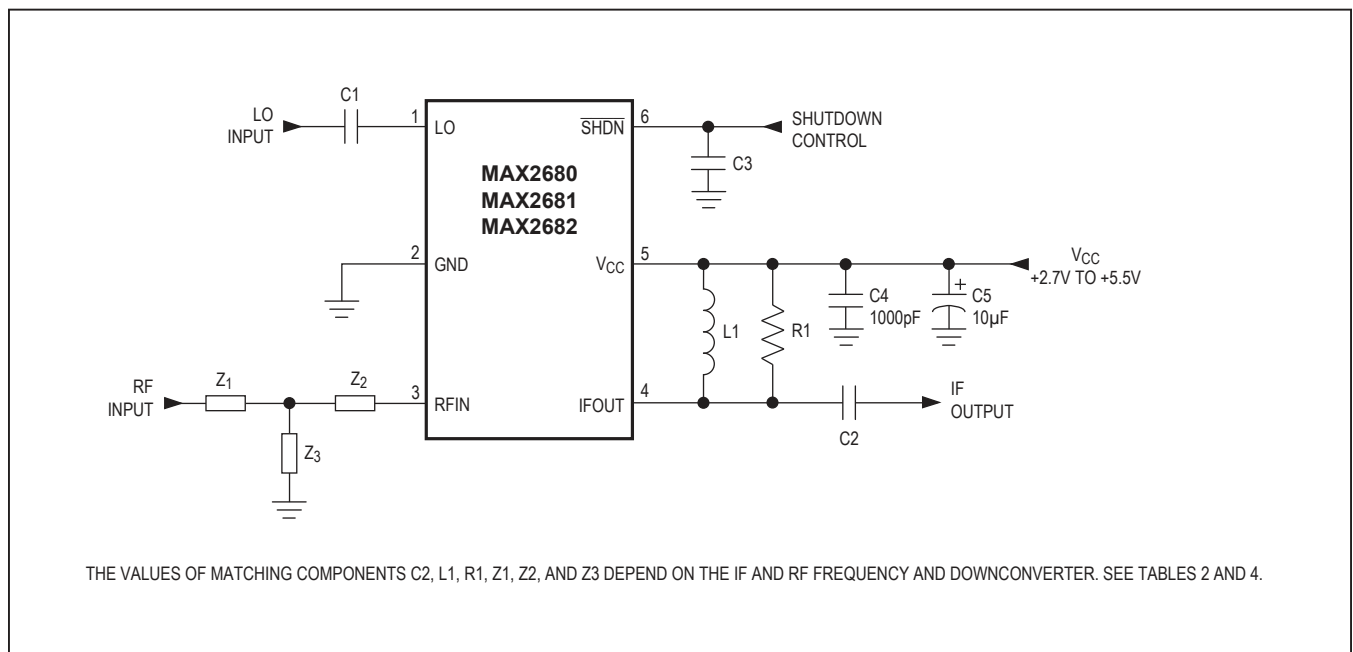 C1
LO
INPUT
1
LO
6
SHDN
SHUTDOWN
CONTROL
C3
MAX2680
MAX2681
MAX2682
2
GND
5
VCC
VCC
+2.7V TO +5.5V
C4
1000pF
+
C5
10µF
L1
R1
RF
INPUT
Z1
Z2
3
RFIN
4
IFOUT
IF
OUTPUT
C2
Z3
THE VALUES OF MATCHING COMPONENTS C2, L1, R1, Z1, Z2, AND Z3 DEPEND ON THE IF AND RF FREQUENCY AND DOWNCONVERTER. SEE TABLES 2 AND 4.